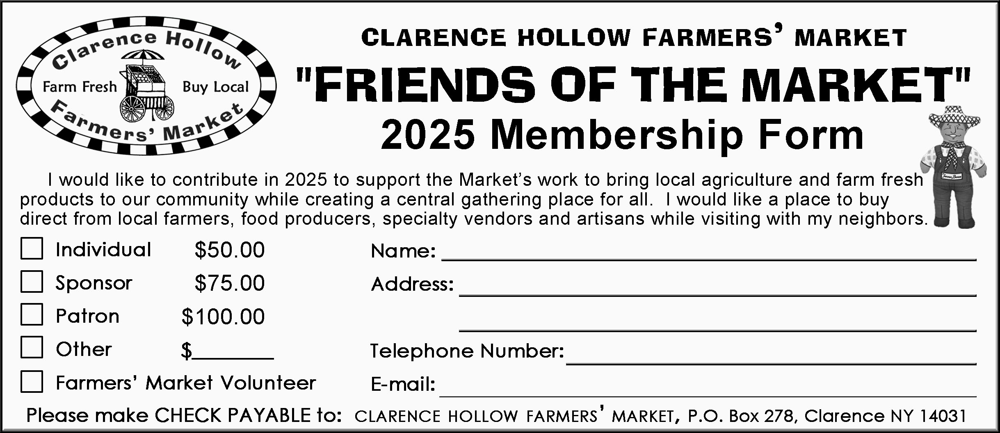 Clarence Hollow
Farm Fresh Buy Local
Farmers' Market
CLARENCE HOLLOW FARMERS' MARKET
"FRIENDS OF THE MARKET"
2025 Membership Form
I would like to contribute in 2025 to support the Market's work to bring local agriculture and farm fresh
products to our community while creating a central gathering place for all.  I would like a place to buy
direct from local farmers, food producers, specialty vendors and artisans while visiting with my neighbors.
Individual $50.00
Sponsor $75.00
Patron $100.00
Other $_______
Farmers' Market Volunteer
Name:
Address:
Telephone Number:
E-mail:
Please make CHECK PAYABLE to: CLARENCE HOLLOW FARMERS' MARKET, P.O. Box 278, Clarence NY 14031